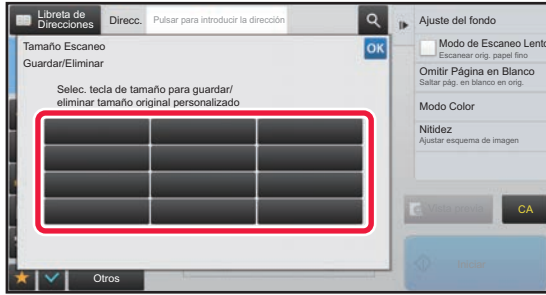 Libreta de
Direcciones
Direcc.
Pulsar para introducir la dirección
Tamaño Escaneo
OK
Guardar/Eliminar
Selec. tecla de tamaño para guardar/
eliminar tamaño original personalizado
Otros
Ajuste del fondo
Modo de Escaneo Lento
Escanear orig. papel fino
Omitir Página en Blanco
Saltar pág. en blanco en orig.
Modo Color
Nitidez
Ajustar esquema de imagen
CA